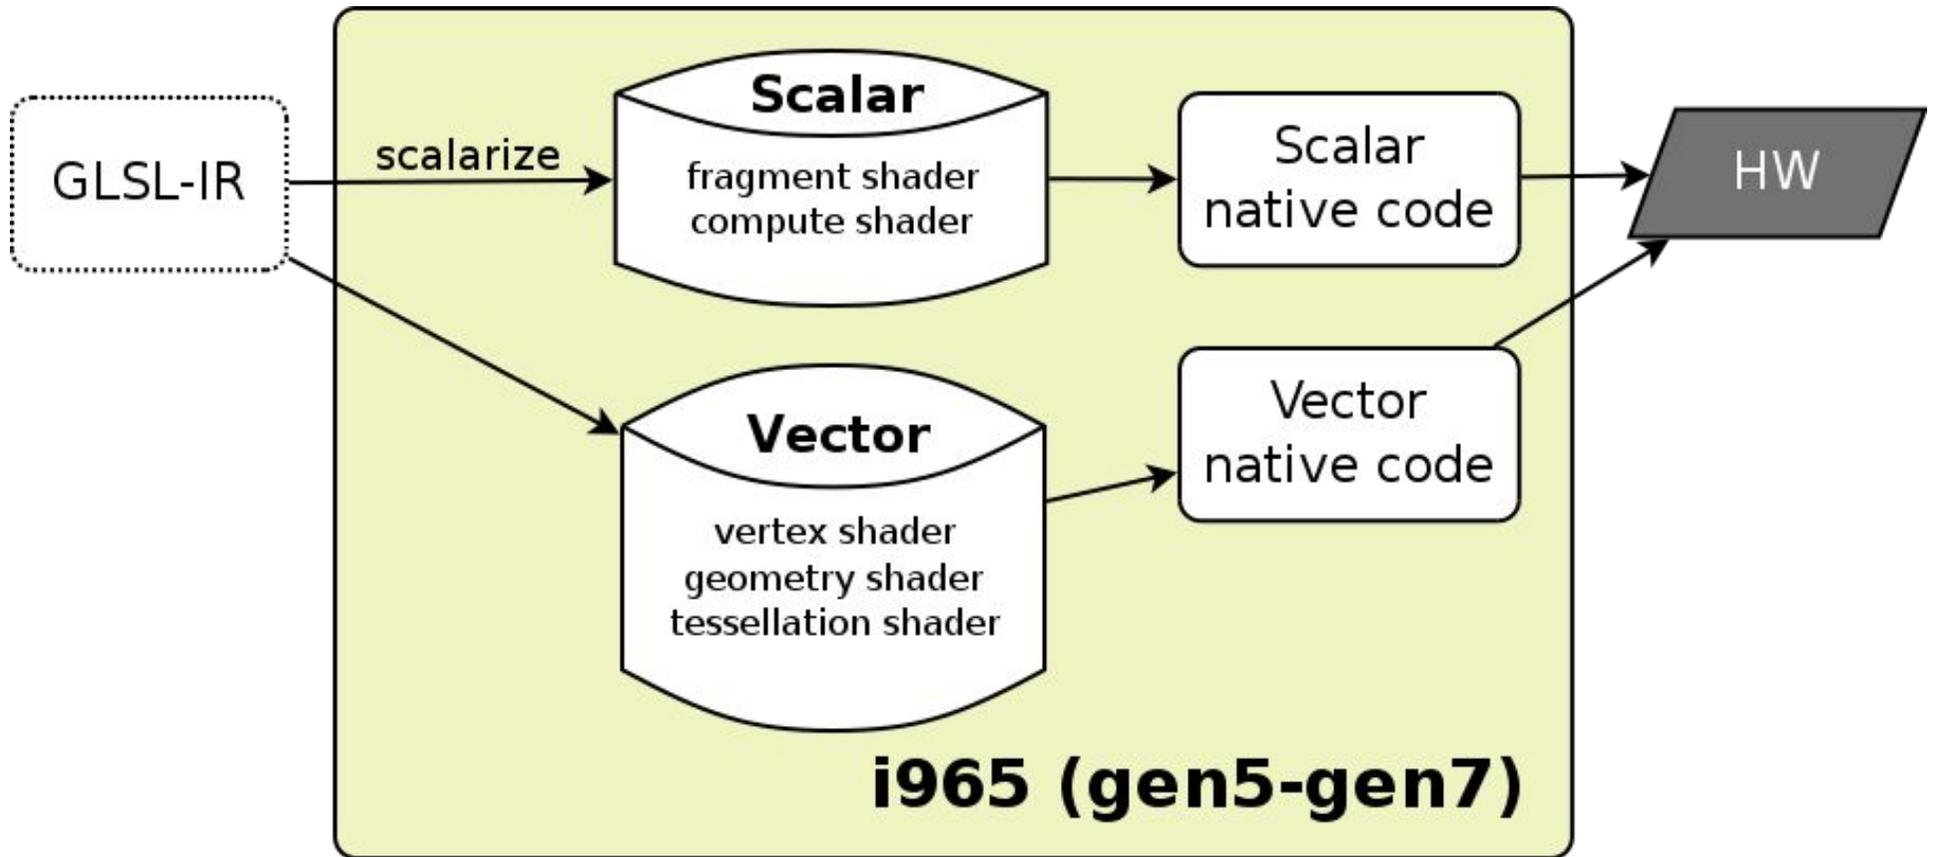 GLSL-IR
scalarize
Scalar
fragment shader
compute shader
Scalar
native code
HW
Vector
vertex shader
geometry shader
tessellation shader
Vector
native code
i965 (gen5-gen7)